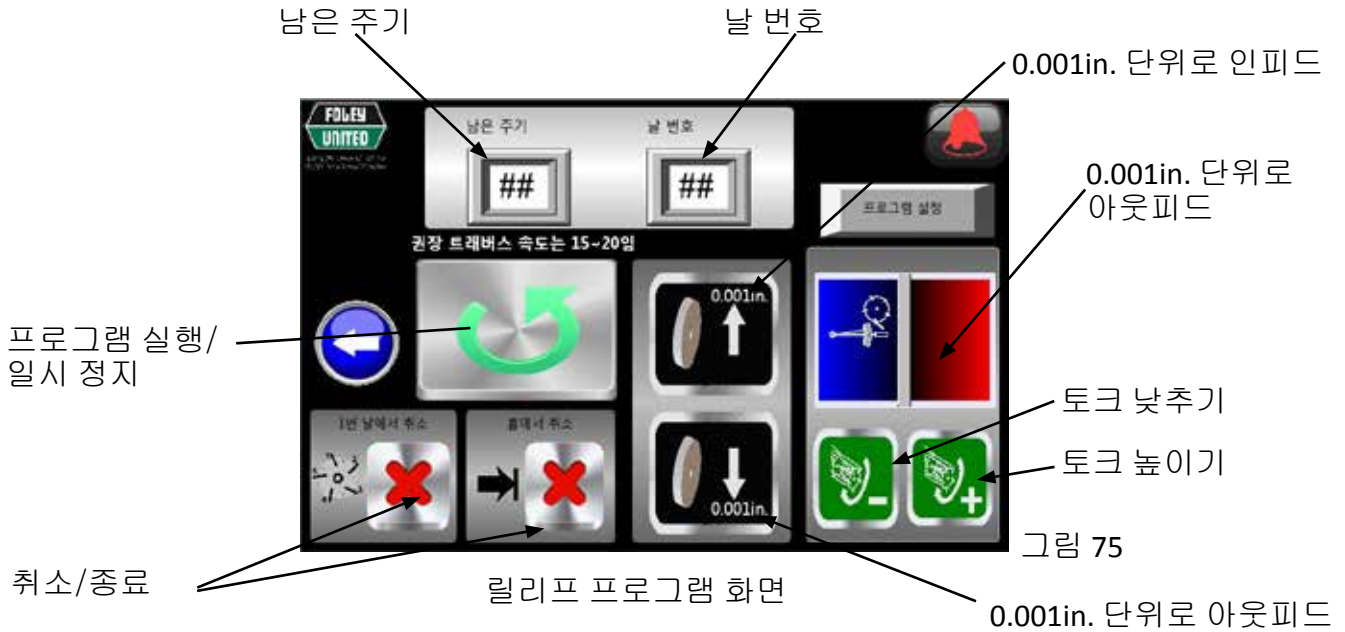 남은 주기
날 번호
0.001in. 단위로 인피드
FOLEY
UNITED
남은 주기
날 번호
##
##
프로그램 설정
0.001in. 단위로
아웃피드
권장 트래버스 속도는 15~20임
0.001in.
프로그램 실행/
일시 정지
1번 날에서 취소
홈에서 취소
토크 낮추기
토크 높이기
0.001in.
그림 75
취소/종료
릴리프 프로그램 화면
0.001in. 단위로 아웃피드